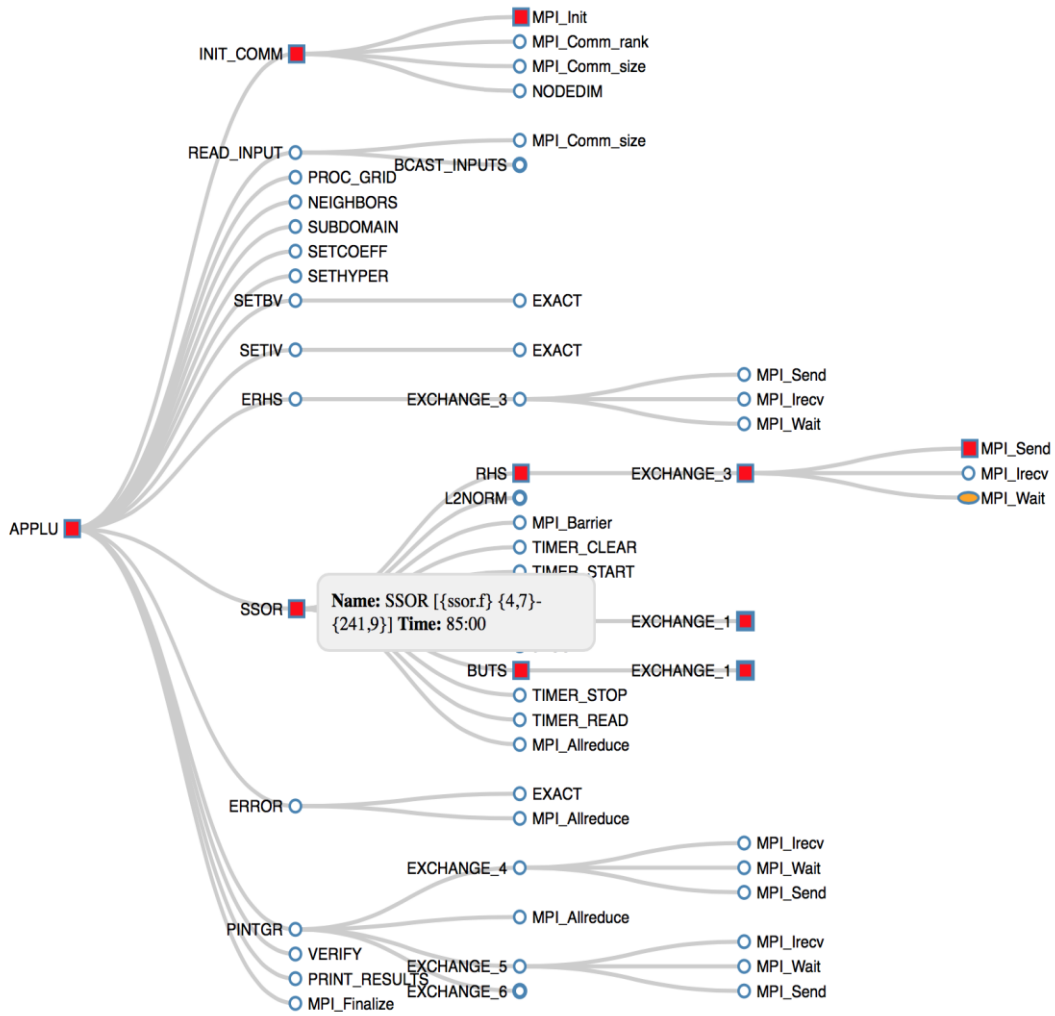 MPI_Init
INIT_COMM
MPI_Comm_rank
MPI_Comm_size
NODEDIM
MPI_Comm_size
READ_INPUT
BCAST_INPUTS
PROC_GRID
NEIGHBORS
SUBDOMAIN
SETCOEFF
SETHYPER
SETBV EXACT
SETIV EXACT
MPI_Send
ERHS EXCHANGE_3 MPI_Irecv
MPI_Wait
MPI_Send
RHS EXCHANGE_3 MPI_Irecv
L2NORM MPI_Wait
MPI_Barrier
APPLU
TIMER_CLEAR
TIMER_START
SSOR
Name: SSOR [{ssor.f} {4,7}-
{241,9}] Time: 85:00
EXCHANGE_1
BUTS EXCHANGE_1
TIMER_STOP
TIMER_READ
MPI_Allreduce
EXACT
ERROR
MPI_Allreduce
MPI_Irecv
EXCHANGE_4 MPI_Wait
MPI_Send
MPI_Allreduce
PINTGR
MPI_Irecv
VERIFY
EXCHANGE_5 MPI_Wait
PRINT_RESULTS
EXCHANGE_6 MPI_Send
MPI_Finalize